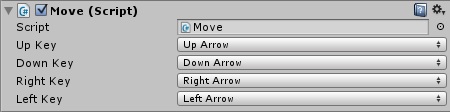 Move (Script)
Script Move
Up Key Up Arrow
Down Key Down Arrow
Right Key Right Arrow
Left Key Left Arrow